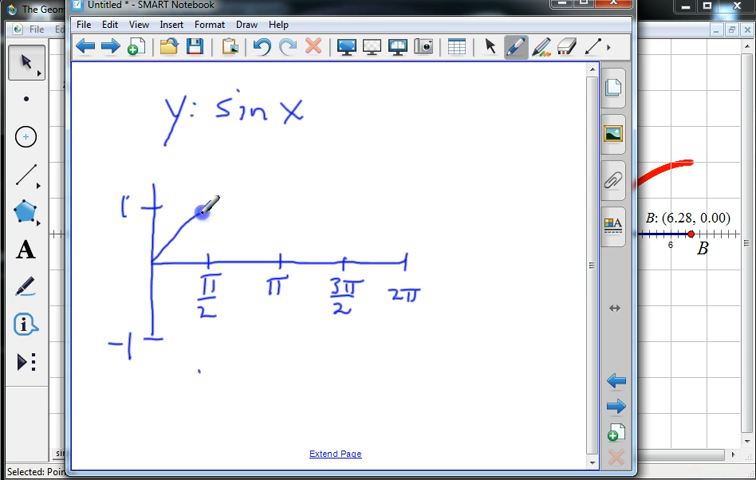 The Geom
Untitled * - SMART Notebook
File
File Edit View Insert Format Draw Help
y: sin x
1
π/2 π 3π/2 2π
-1
B: (6.28, 0.00)
6 B
A
Extend Page
Selected: Poin